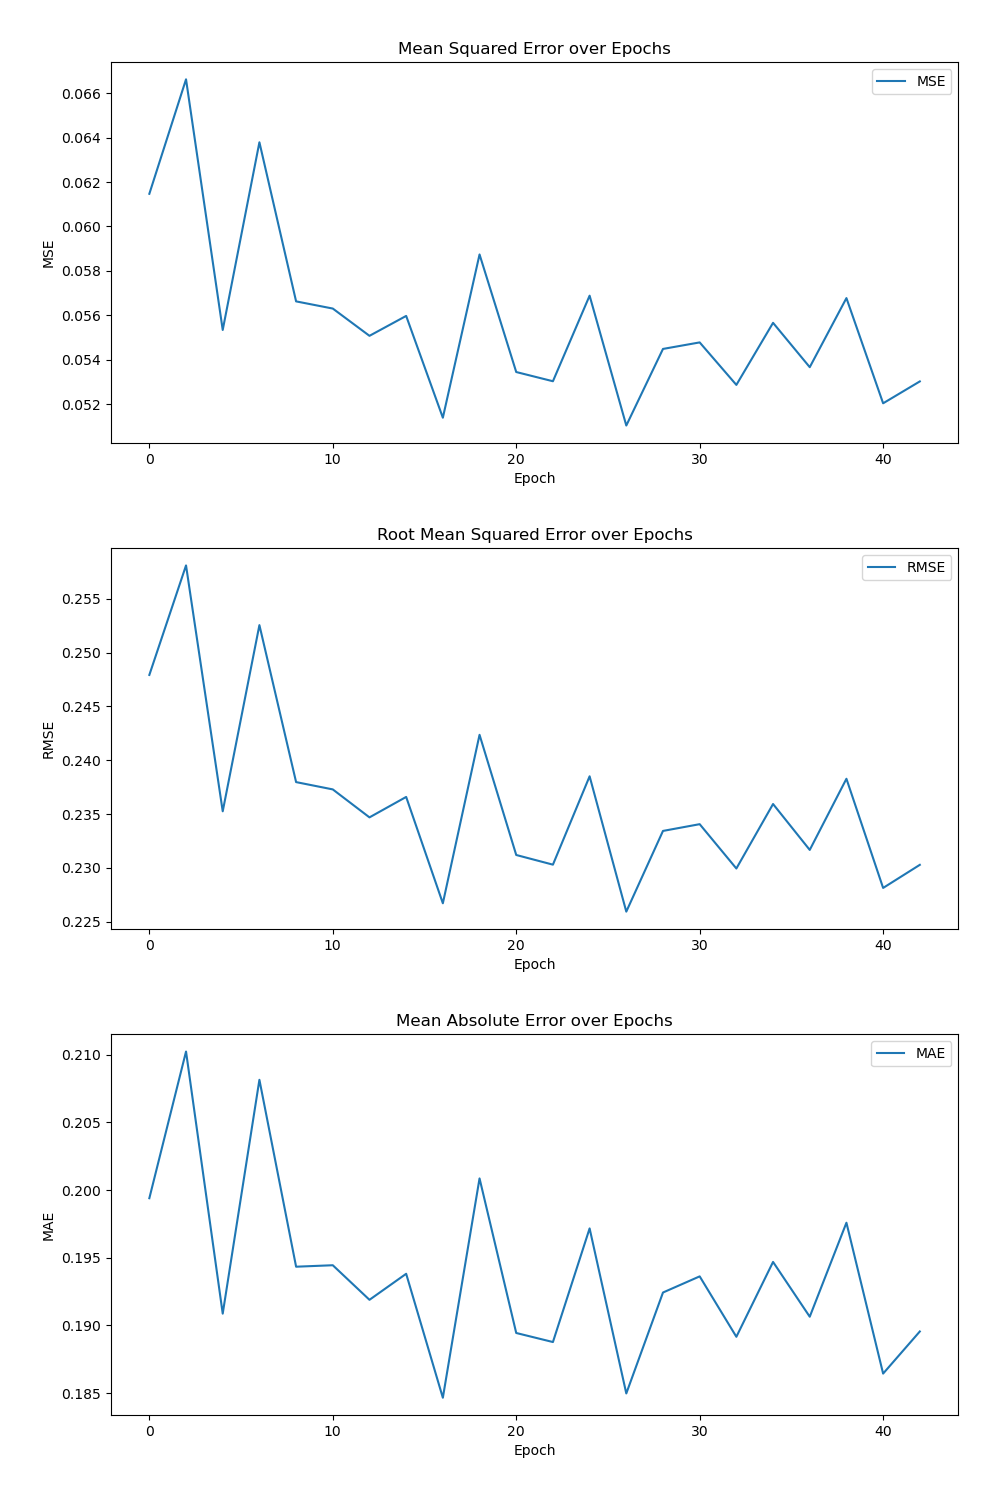 Mean Squared Error over Epochs
MSE
0.066
0.064
0.062
0.060
0.058
0.056
0.054
0.052
MSE
0 10 20 30 40
Epoch
Root Mean Squared Error over Epochs
RMSE
0.255
0.250
0.245
0.240
0.235
0.230
0.225
RMSE
0 10 20 30 40
Epoch
Mean Absolute Error over Epochs
MAE
0.210
0.205
0.200
0.195
0.190
0.185
MAE
0 10 20 30 40
Epoch